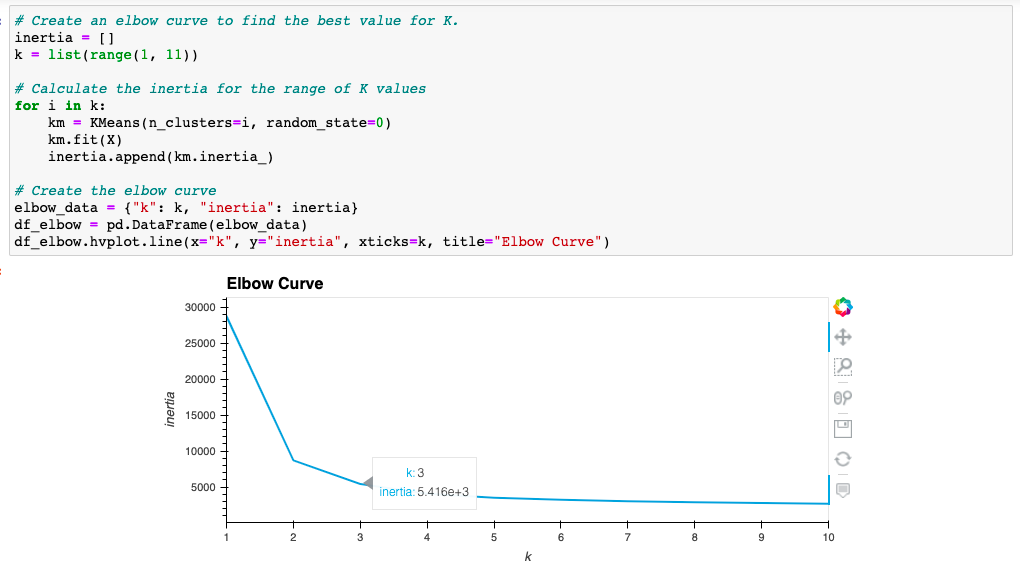 # Create an elbow curve to find the best value for K.
inertia = []
k = list(range(1, 11))
# Calculate the inertia for the range of K values
for i in k:
    km = KMeans(n_clusters=i, random_state=0)
    km.fit(X)
    inertia.append(km.inertia_)
# Create the elbow curve
elbow_data = {"k": k, "inertia": inertia}
df_elbow = pd.DataFrame(elbow_data)
df_elbow.hvplot.line(x="k", y="inertia", xticks=k, title="Elbow Curve")
Elbow Curve
30000
25000
20000
15000
10000
5000
inertia
k: 3
inertia: 5.416e+3
1 2 3 4 5 6 7 8 9 10
k